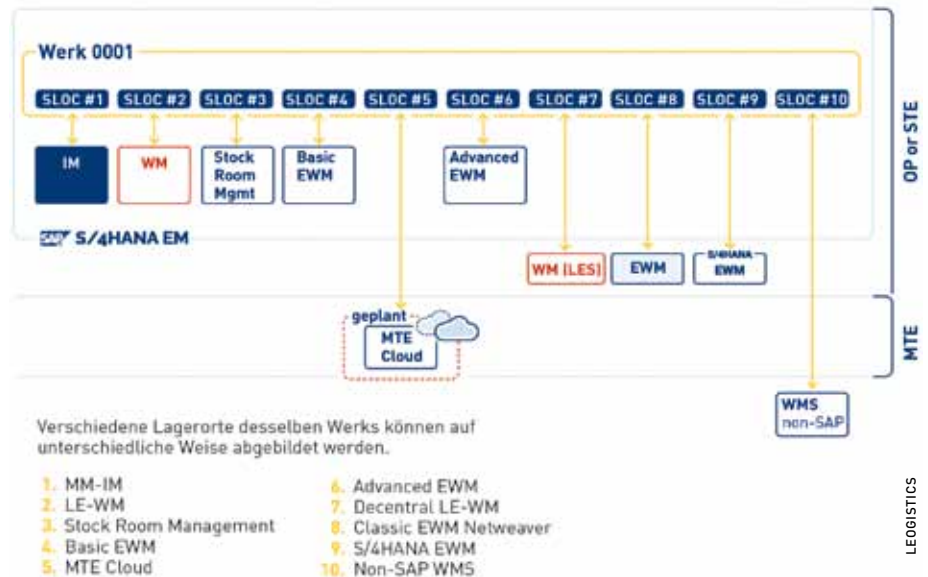 Werk 0001
SLOC #1 SLOC #2 SLOC #3 SLOC #4 SLOC #5 SLOC #6 SLOC #7 SLOC #8 SLOC #9 SLOC #10
IM
WM
Stock
Room
Mgmt
Basic
EWM
Advanced
EWM
SAP S/4HANA EM
WM (LES)
EWM
S/4HANA
EWM
OP or STE
geplant
MTE
Cloud
MTE
WMS
non-SAP
Verschiedene Lagerorte desselben Werks können auf
unterschiedliche Weise abgebildet werden.
1. MM-IM
2. LE-WM
3. Stock Room Management
4. Basic EWM
5. MTE Cloud
6. Advanced EWM
7. Decentral LE-WM
8. Classic EWM Netweaver
9. S/4HANA EWM
10. Non-SAP WMS
LEOGISTICS